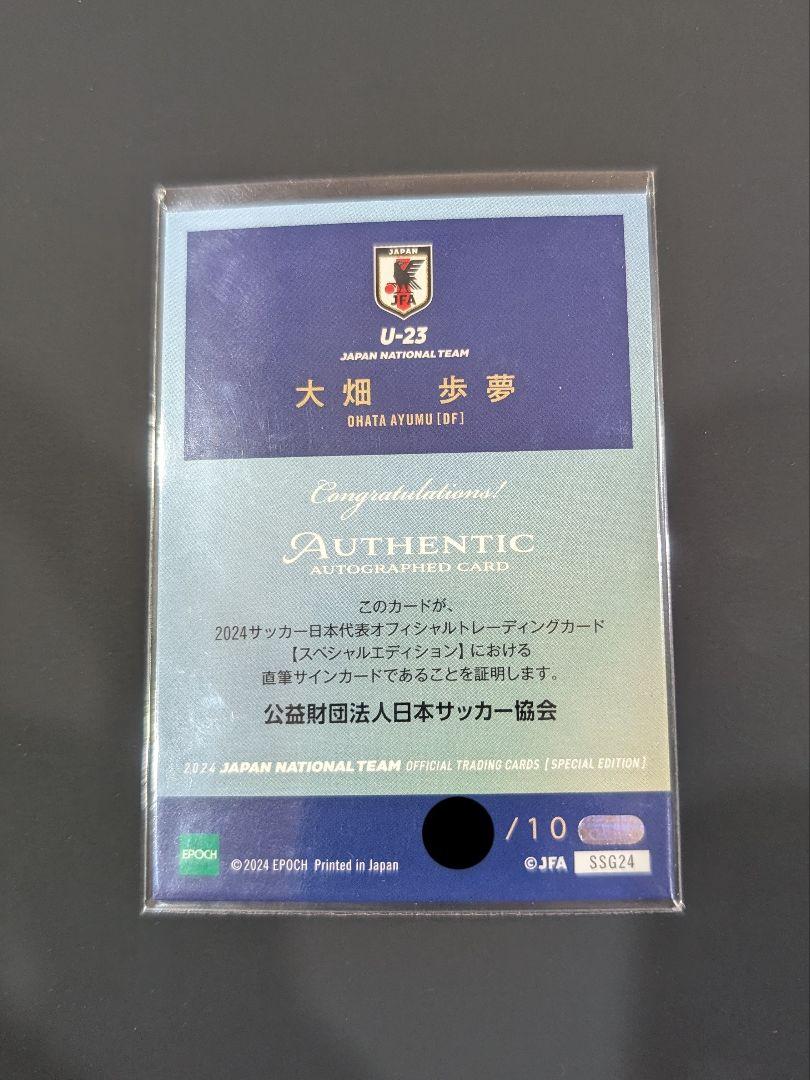 JAPAN
JFA
U-23
JAPAN NATIONAL TEAM
大畑 歩夢
OHATA AYUMU [DF]
Congratulations!
AUTHENTIC
AUTOGRAPHED CARD
このカードが、
2024サッカー日本代表オフィシャルトレーディングカード
【スペシャルエディション】における
直筆サインカードであることを証明します。
公益財団法人日本サッカー協会
2024 JAPAN NATIONAL TEAM OFFICIAL TRADING CARDS [SPECIAL EDITION]
/10
EPOCH
©2024 EPOCH Printed in Japan
©JFA SSG24